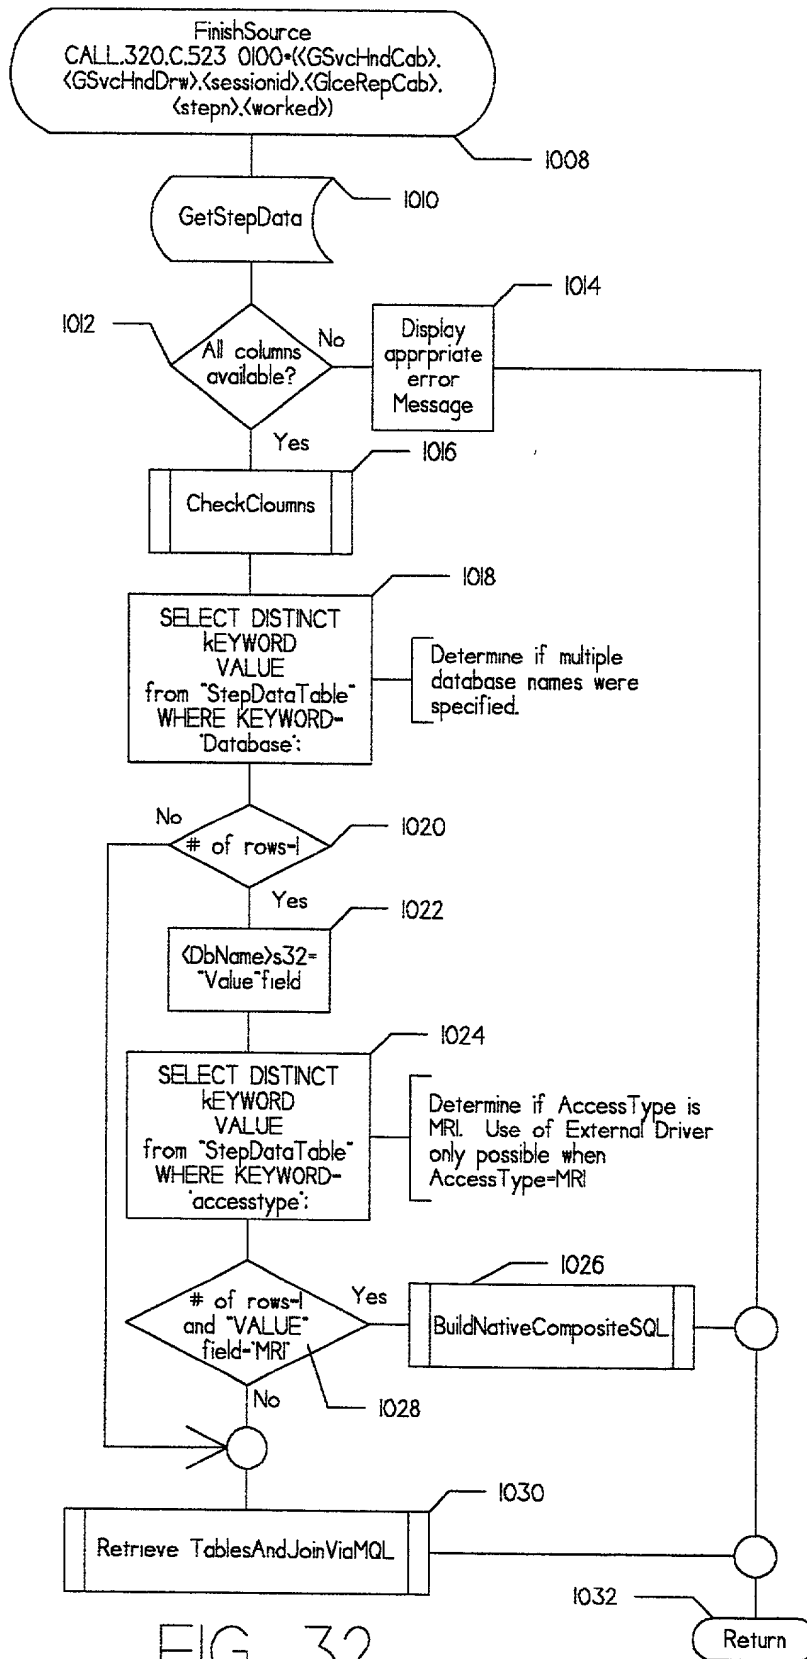 FinishSource
CALL.320.C.523 0100*(<GSvcHndCab>.
<GSvcHndDrw>.<sessionid>.<GlceRepCab>.
<stepn>.<worked>)
1008
GetStepData
1010
1012
All columns
available?
No
Yes
Display
apprpriate
error
Message
1014
CheckCloumns
1016
SELECT DISTINCT
kEYWORD
VALUE
from "StepDataTable"
WHERE KEYWORD=
"Database":
1018
Determine if multiple
database names were
specified.
No
# of rows=1
1020
Yes
<DbName>s32=
"Value"field
1022
SELECT DISTINCT
kEYWORD
VALUE
from "StepDataTable"
WHERE KEYWORD=
"accesstype":
1024
Determine if AccessType is
MRI. Use of External Driver
only possible when
AccessType=MRI
# of rows=1
and "VALUE"
field="MRI"
Yes
No
1028
BuildNativeCompositeSQL
1026
Retrieve TablesAndJoinViaMQL
1030
1032
Return
FIG. 32